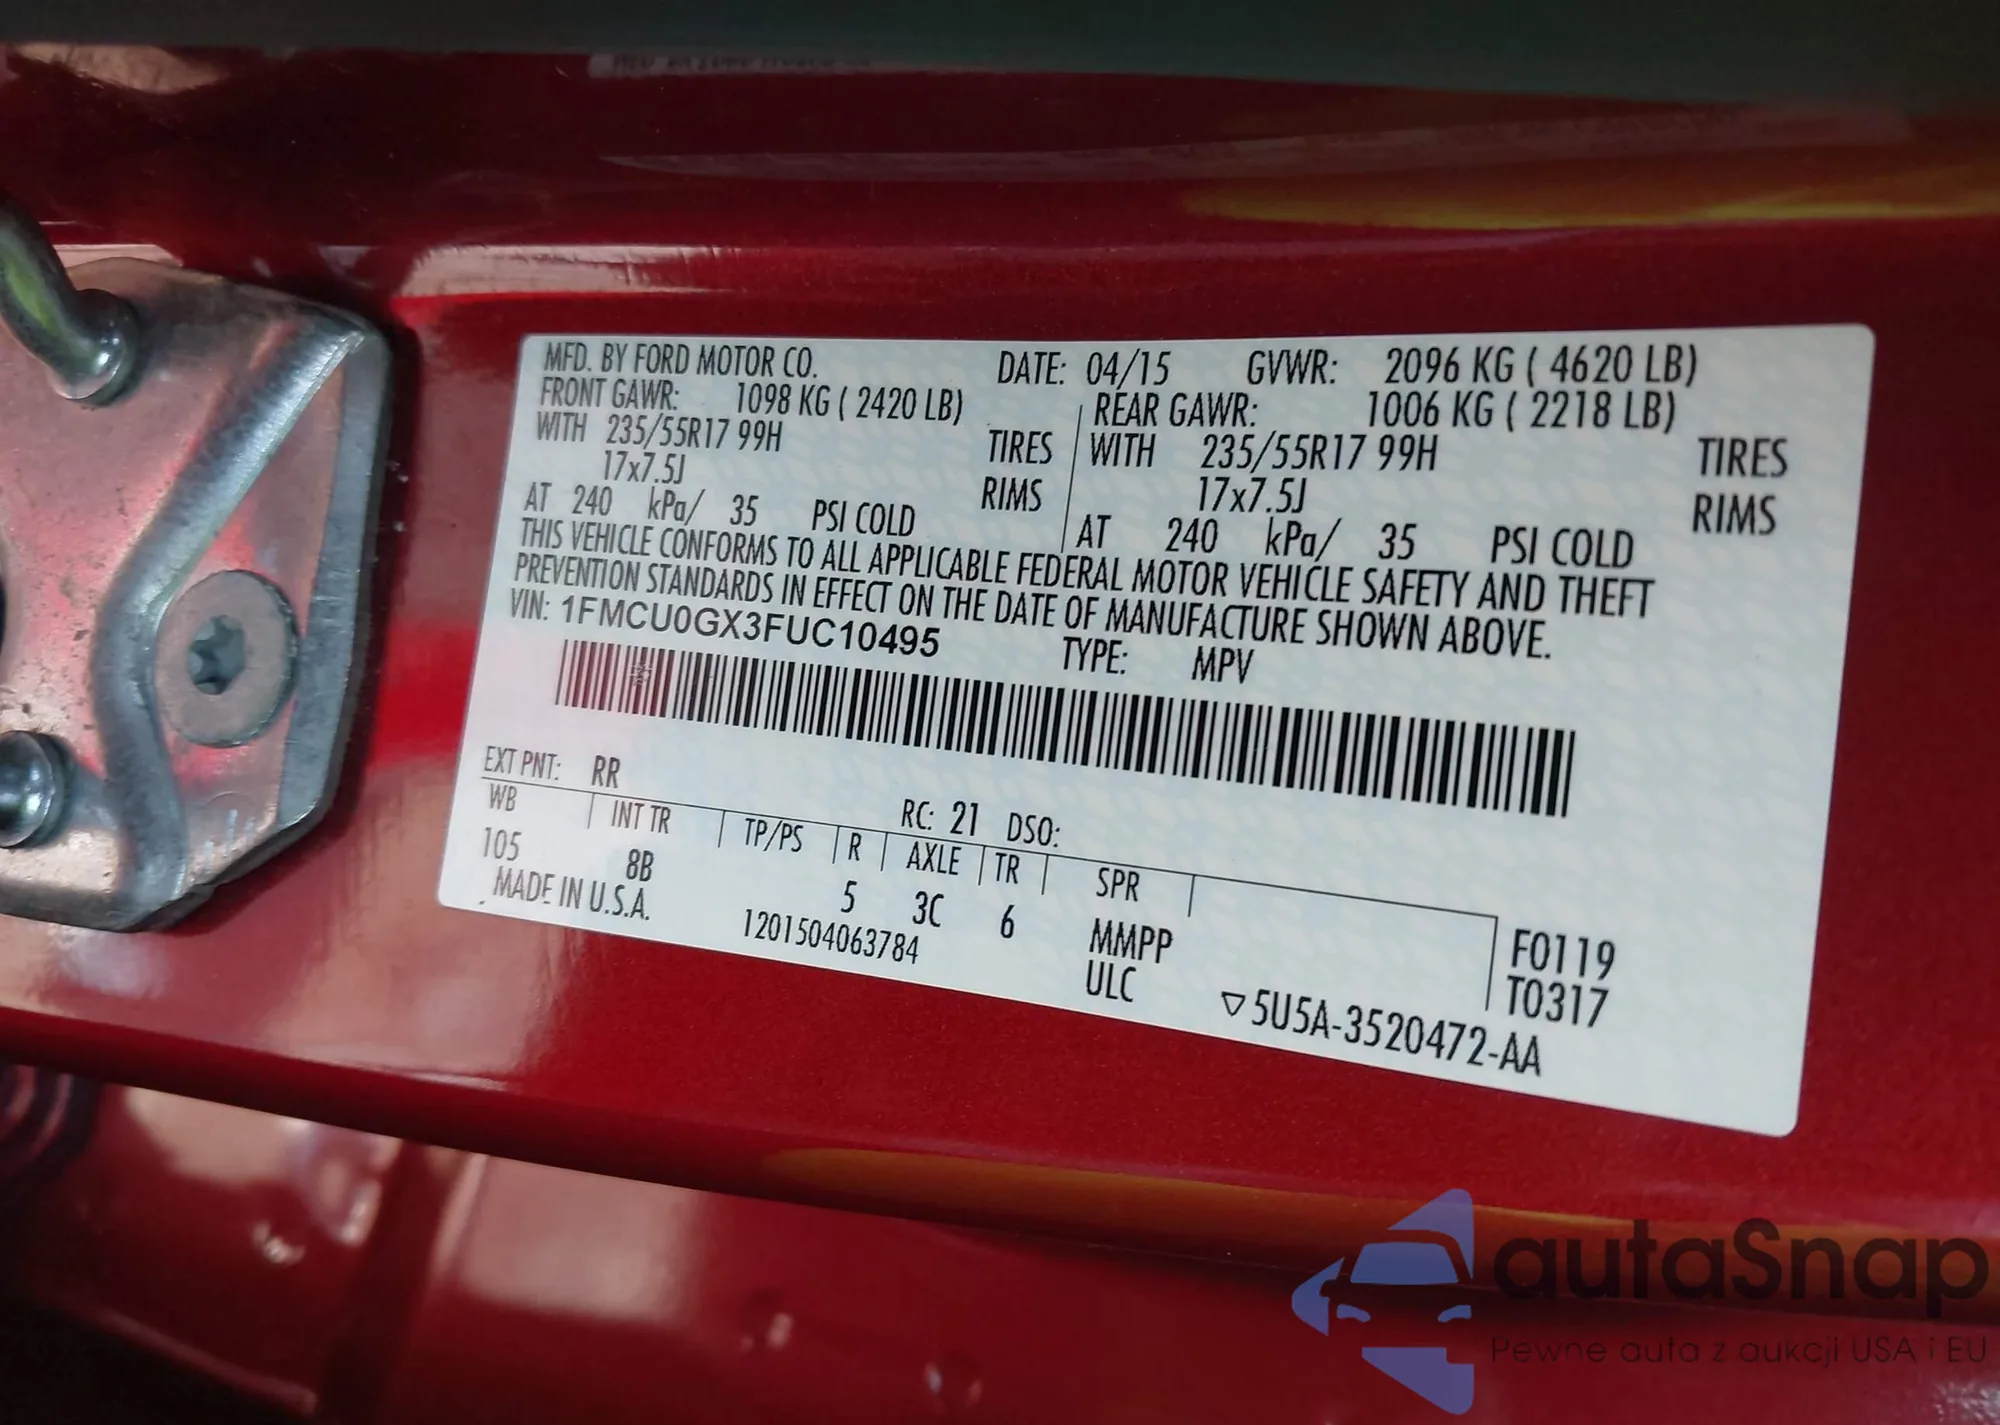 MFD. BY FORD MOTOR CO. DATE: 04/15 GVWR: 2096 KG ( 4620 LB)
FRONT GAWR: 1098 KG ( 2420 LB) REAR GAWR: 1006 KG ( 2218 LB)
WITH 235/55R17 99H TIRES WITH 235/55R17 99H TIRES
17x7.5J RIMS 17x7.5J RIMS
AT 240 kPa/ 35 PSI COLD AT 240 kPa/ 35 PSI COLD
THIS VEHICLE CONFORMS TO ALL APPLICABLE FEDERAL MOTOR VEHICLE SAFETY AND THEFT
PREVENTION STANDARDS IN EFFECT ON THE DATE OF MANUFACTURE SHOWN ABOVE.
VIN: 1FMCU0GX3FUC10495 TYPE: MPV
EXT PNT: RR RC: 21 DSO:
WB INT TR TP/PS R AXLE TR SPR
105 8B 5 3C 6 MMPP F0119
MADE IN U.S.A. 1201504063784 ULC T0317
▽5U5A-3520472-AA
autaSnap
Pewne auta z aukcji USA i EU